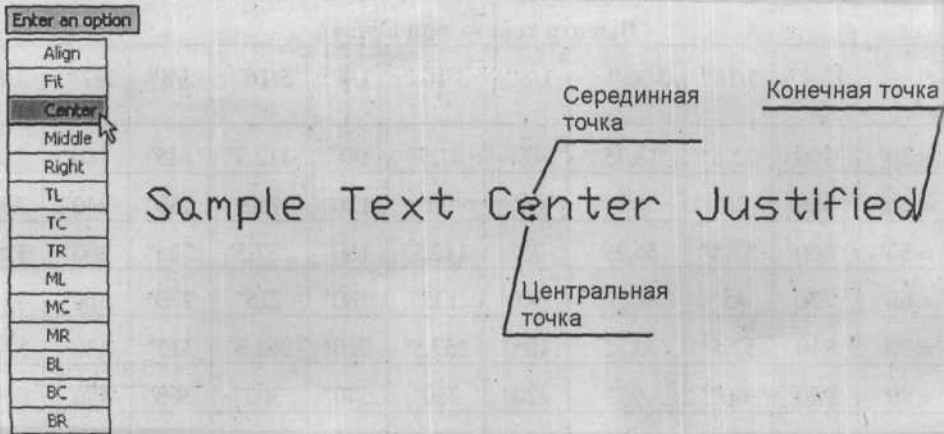 Enter an option
Align
Fit
Center
Middle
Right
TL
TC
TR
ML
MC
MR
BL
BC
BR
Серединная
точка
Конечная точка
Sample Text Center Justified
Центральная
точка